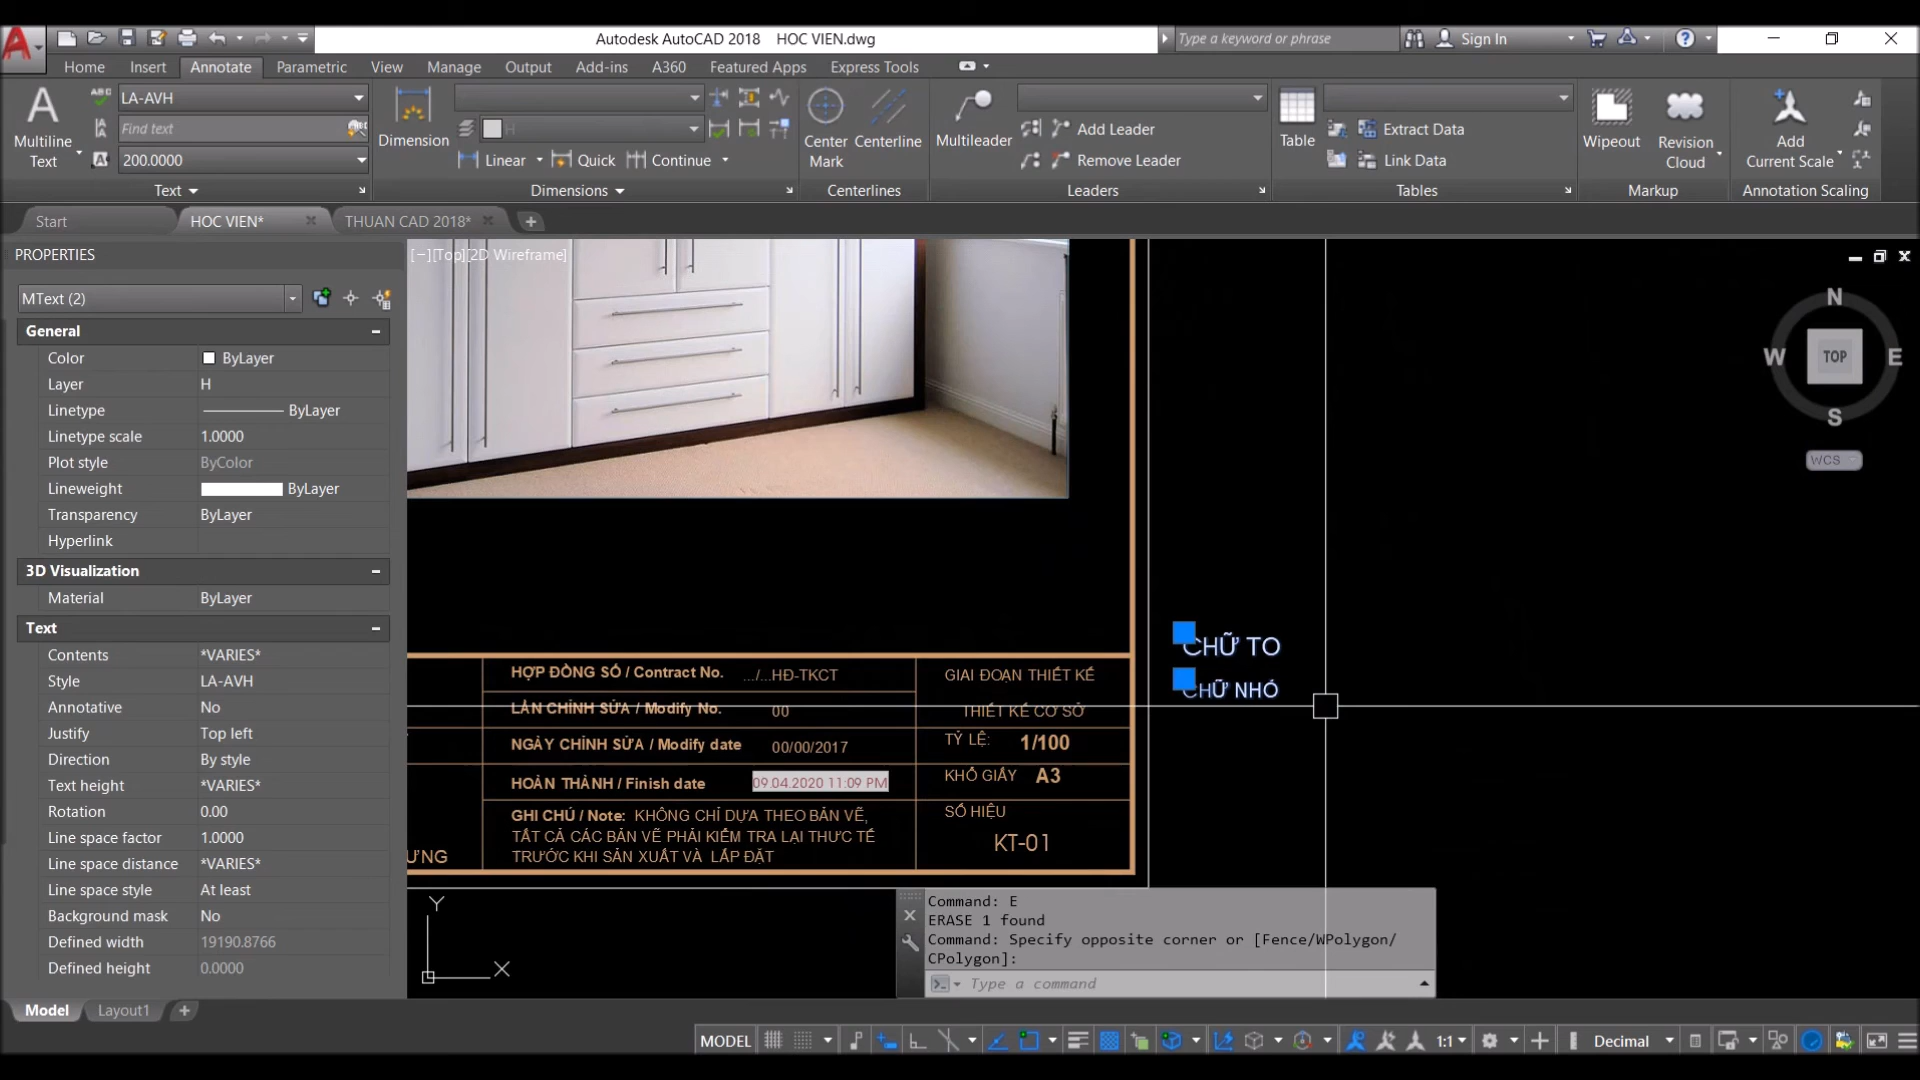 Autodesk AutoCAD 2018 HOC VIEN.dwg
Type a keyword or phrase
Sign In
Home Insert Annotate Parametric View Manage Output Add-ins A360 Featured Apps Express Tools
Multiline Text
LA-AVH
Find text
200.0000
Text
Dimension
H
Linear Quick Continue
Dimensions
Center Mark
Centerline
Centerlines
Multileader
Add Leader
Remove Leader
Leaders
Table
Extract Data
Link Data
Tables
Wipeout
Revision Cloud
Markup
Add Current Scale
Annotation Scaling
Start HOC VIEN* THUAN CAD 2018*
PROPERTIES
MText (2)
General
Color ByLayer
Layer H
Linetype ByLayer
Linetype scale 1.0000
Plot style ByColor
Lineweight ByLayer
Transparency ByLayer
Hyperlink
3D Visualization
Material ByLayer
Text
Contents *VARIES*
Style LA-AVH
Annotative No
Justify Top left
Direction By style
Text height *VARIES*
Rotation 0.00
Line space factor 1.0000
Line space distance *VARIES*
Line space style At least
Background mask No
Defined width 19190.8766
Defined height 0.0000
[−][Top][2D Wireframe]
N
W TOP E
S
WCS
CHỮ TO
CHỮ NHỎ
HỢP ĐỒNG SỐ / Contract No. .../...HĐ-TKCT
LẦN CHỈNH SỬA / Modify No. 00
NGÀY CHỈNH SỬA / Modify date 00/00/2017
HOÀN THÀNH / Finish date 09.04.2020 11:09 PM
GHI CHÚ / Note: KHÔNG CHỈ DỰA THEO BẢN VẼ,
TẤT CẢ CÁC BẢN VẼ PHẢI KIỂM TRA LẠI THỰC TẾ
TRƯỚC KHI SẢN XUẤT VÀ LẮP ĐẶT
GIAI ĐOẠN THIẾT KẾ
THIẾT KẾ CƠ SỞ
TỶ LỆ: 1/100
KHỔ GIẤY A3
SỐ HIỆU
KT-01
Y
X
Command: E
ERASE 1 found
Command: Specify opposite corner or [Fence/WPolygon/
CPolygon]:
Type a command
Model Layout1
MODEL 1:1 Decimal